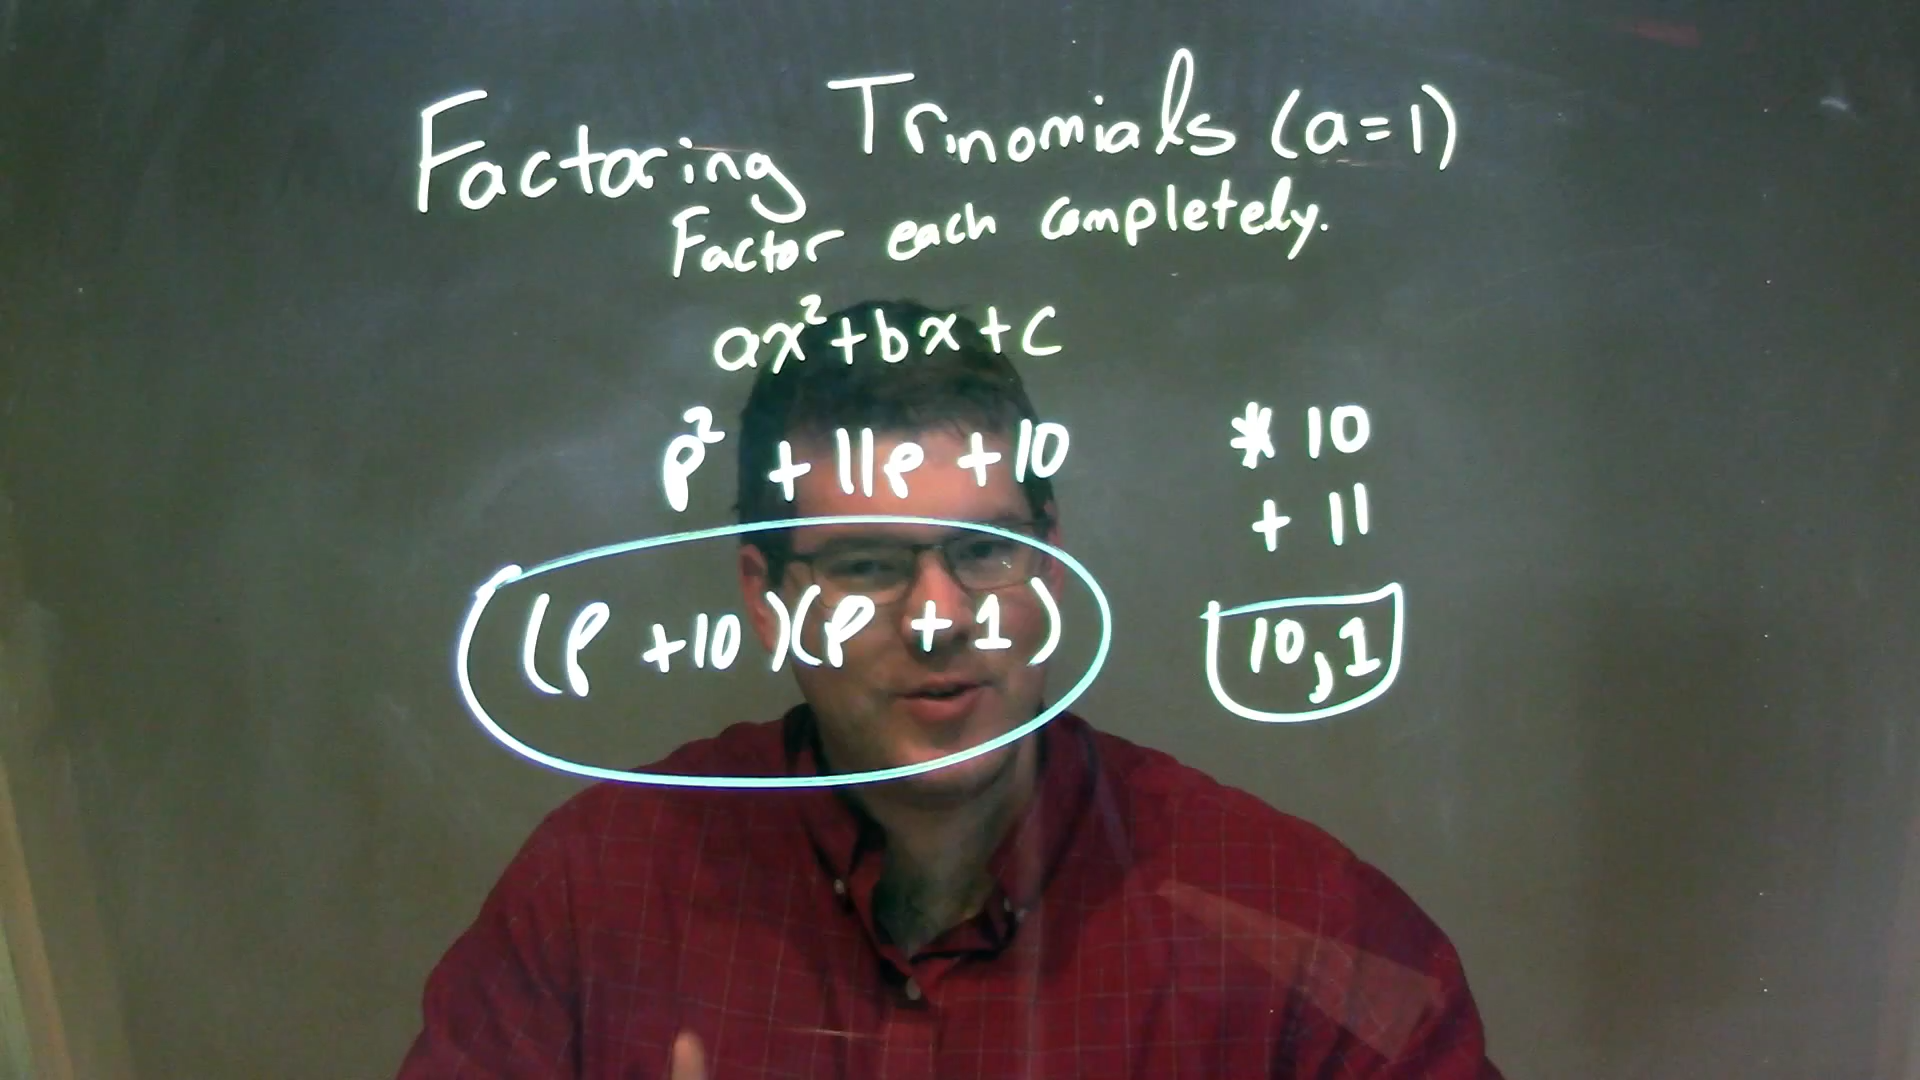 Factoring Trinomials (a=1)
Factor each completely.
ax²+bx+c
p² +11p +10
* 10
+ 11
(p +10)(p +1)
10,1